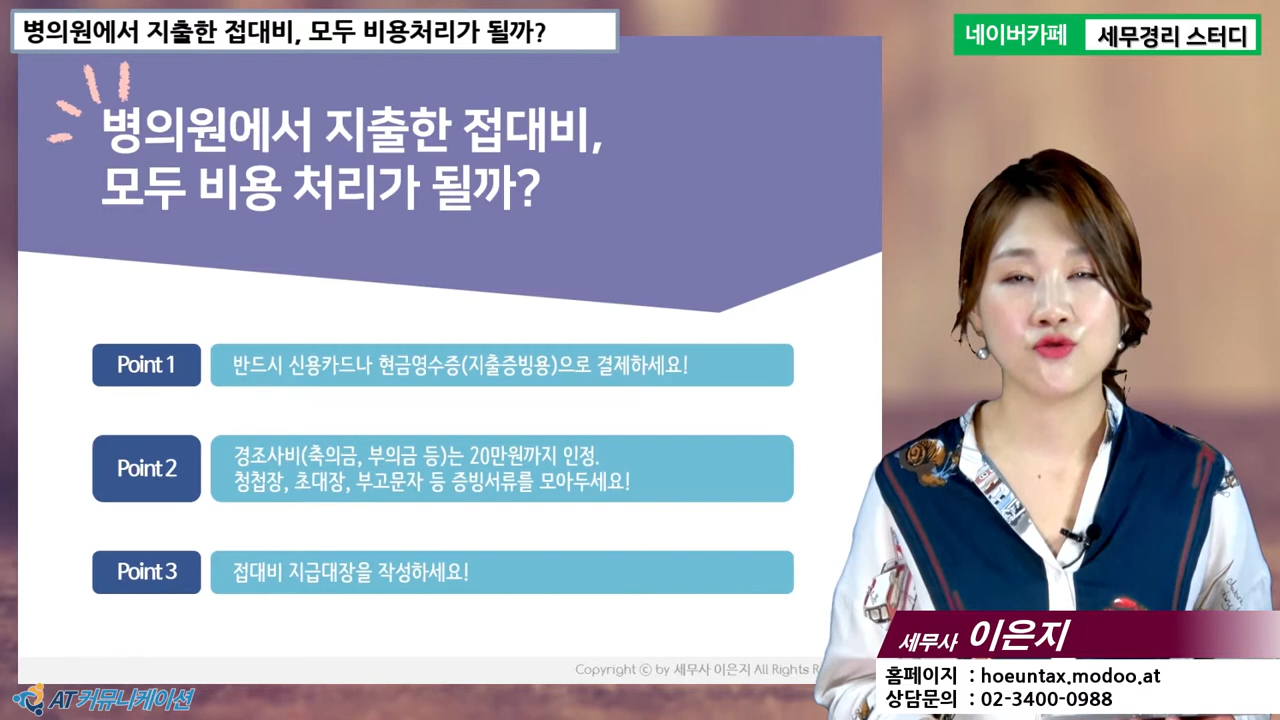 병의원에서 지출한 접대비, 모두 비용처리가 될까?
네이버카페 세무경리 스터디
병의원에서 지출한 접대비,
모두 비용 처리가 될까?
Point 1
반드시 신용카드나 현금영수증(지출증빙용)으로 결제하세요!
Point 2
경조사비(축의금, 부의금 등)는 20만원까지 인정.
청첩장, 초대장, 부고문자 등 증빙서류를 모아두세요!
Point 3
접대비 지급대장을 작성하세요!
Copyright ⓒ by 세무사 이은지 All Rights
세무사 이은지
홈페이지 : hoeuntax.modoo.at
상담문의 : 02-3400-0988
AT커뮤니케이션